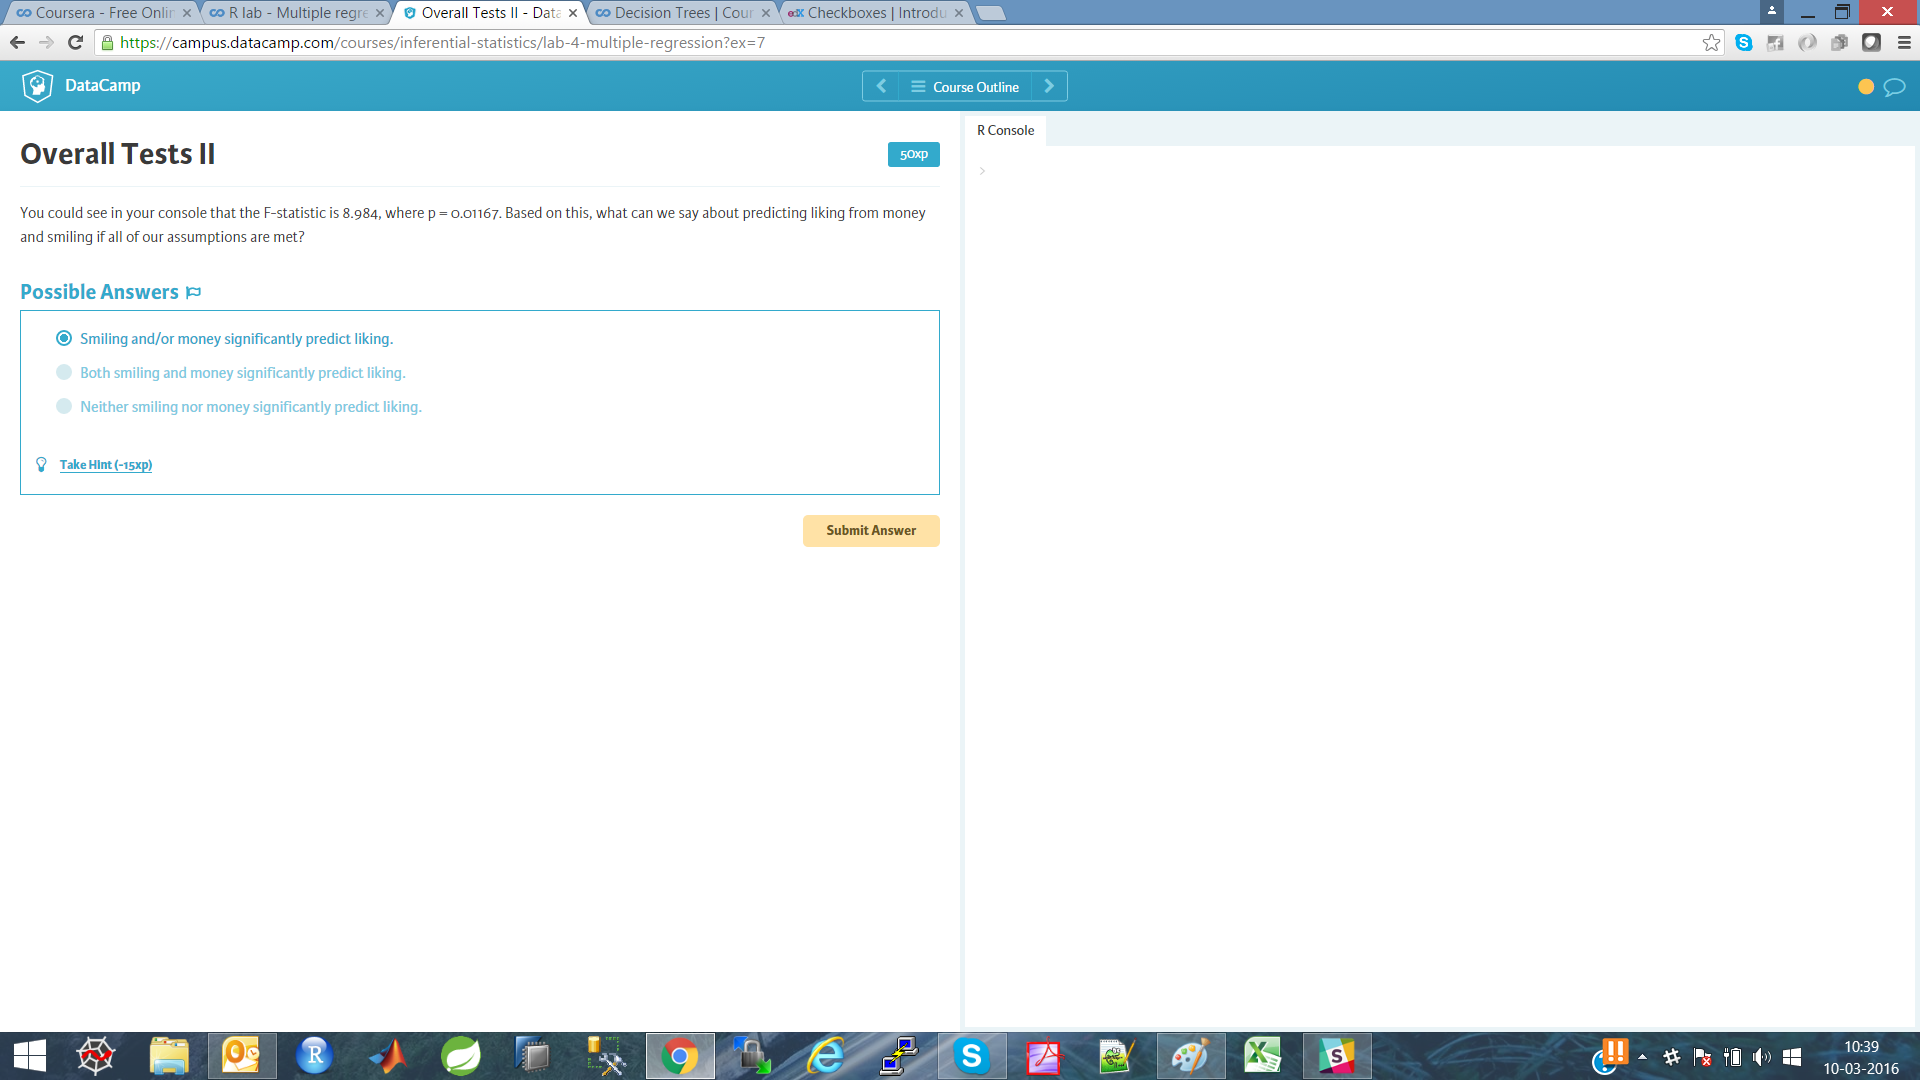 Coursera - Free Onlin
R lab - Multiple regre
Overall Tests II - Data
Decision Trees | Cour
edX Checkboxes | Introdu
https://campus.datacamp.com/courses/inferential-statistics/lab-4-multiple-regression?ex=7
DataCamp
Course Outline
Overall Tests II
50xp
You could see in your console that the F-statistic is 8.984, where p = 0.01167. Based on this, what can we say about predicting liking from money
and smiling if all of our assumptions are met?
Possible Answers
Smiling and/or money significantly predict liking.
Both smiling and money significantly predict liking.
Neither smiling nor money significantly predict liking.
Take Hint (-15xp)
Submit Answer
R Console
>
10:39
10-03-2016